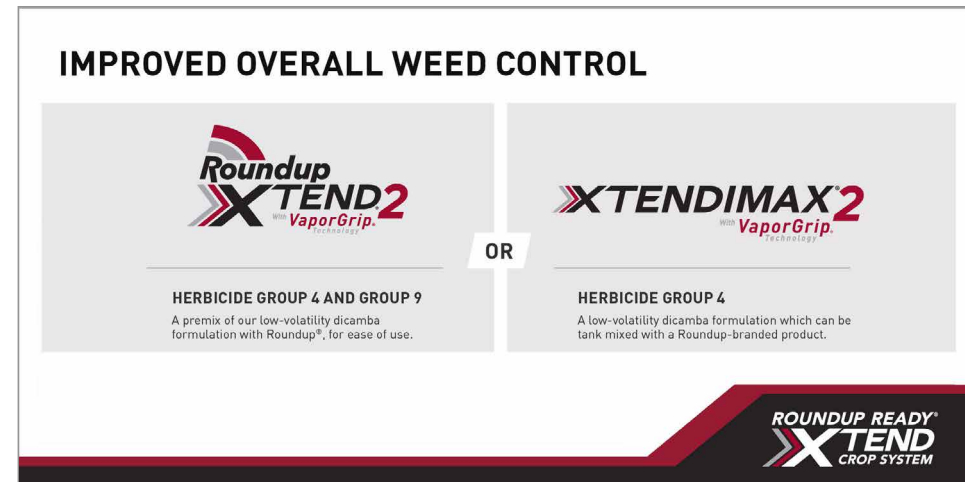 IMPROVED OVERALL WEED CONTROL
Roundup
XTEND®2
With VaporGrip®
Technology
HERBICIDE GROUP 4 AND GROUP 9
A premix of our low-volatility dicamba
formulation with Roundup®, for ease of use.
OR
XTENDIMAX®2
With VaporGrip®
Technology
HERBICIDE GROUP 4
A low-volatility dicamba formulation which can be
tank mixed with a Roundup-branded product.
ROUNDUP READY®
XTEND
CROP SYSTEM